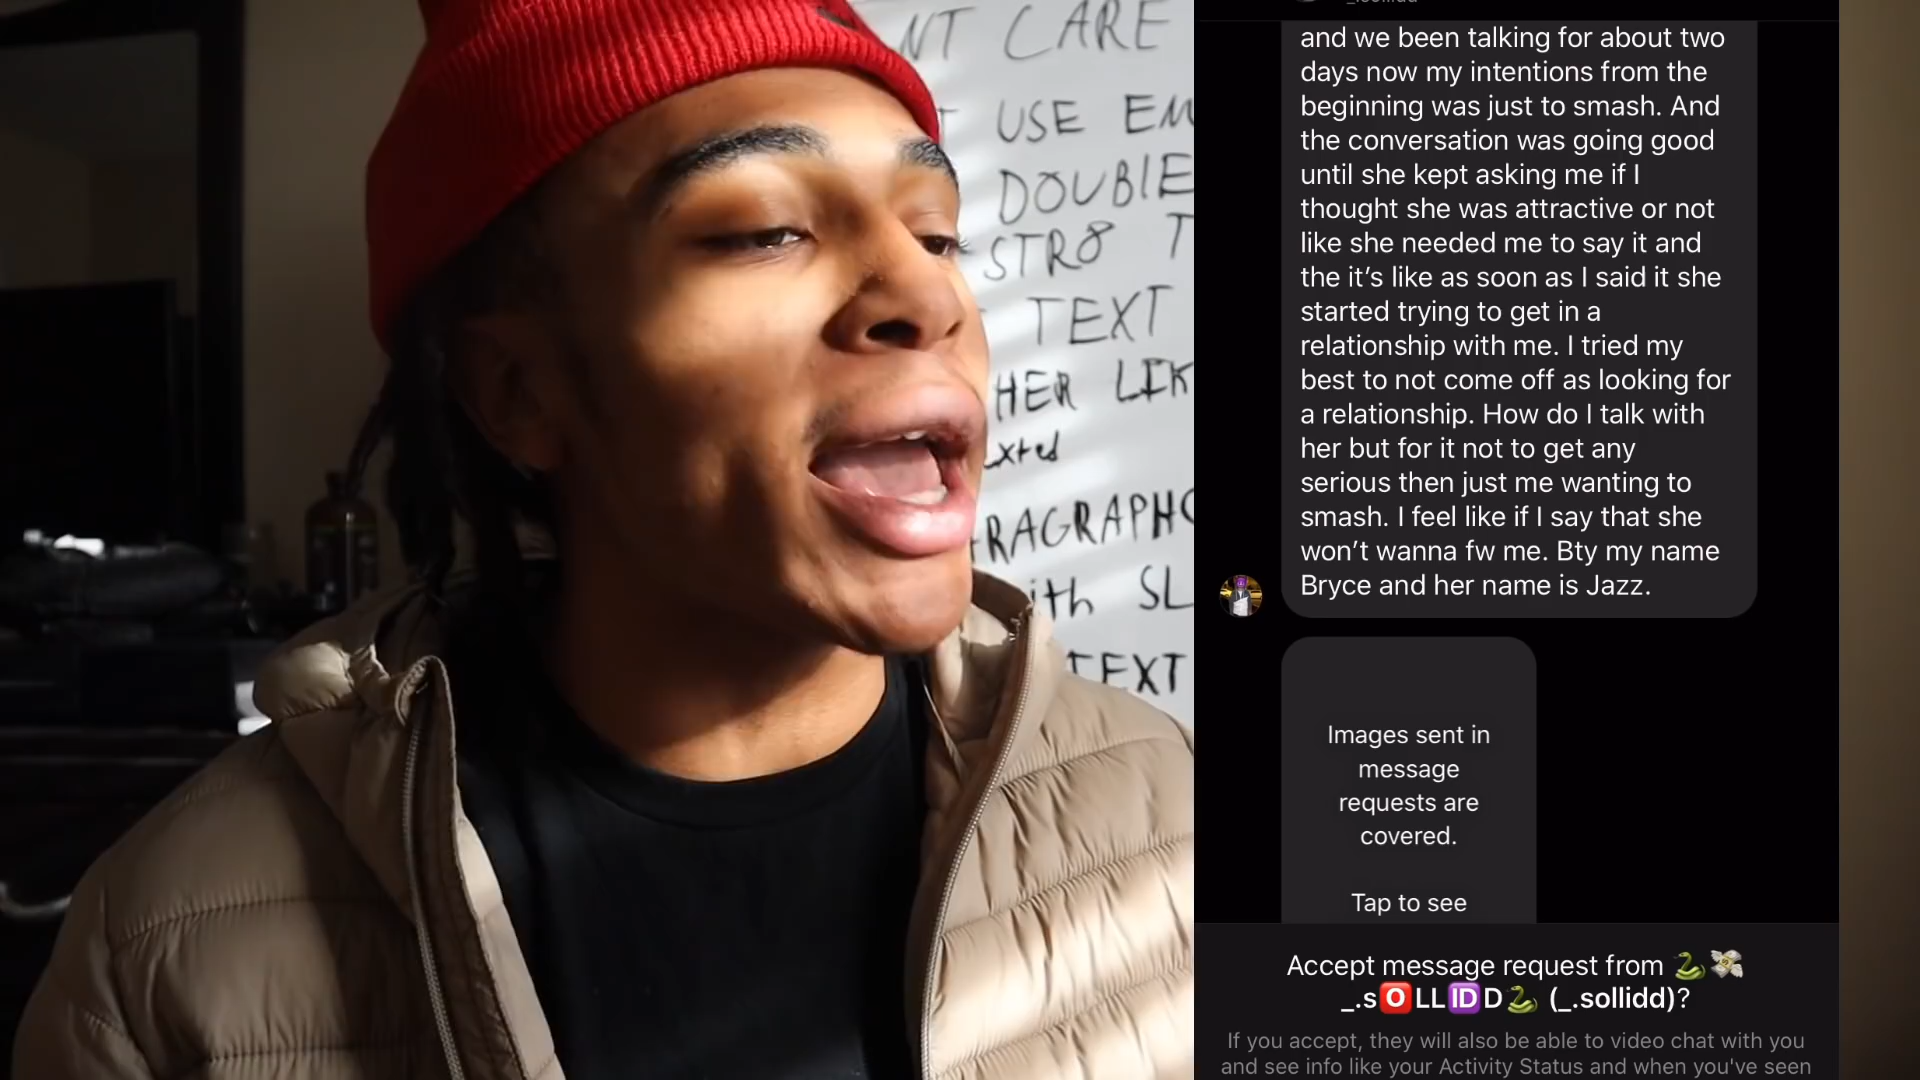 NT CARE
USE
DOUBLE
STR8
TEXT
HER LIK
SL
TEXT
and we been talking for about two
days now my intentions from the
beginning was just to smash. And
the conversation was going good
until she kept asking me if I
thought she was attractive or not
like she needed me to say it and
the it's like as soon as I said it she
started trying to get in a
relationship with me. I tried my
best to not come off as looking for
a relationship. How do I talk with
her but for it not to get any
serious then just me wanting to
smash. I feel like if I say that she
won't wanna fw me. Bty my name
Bryce and her name is Jazz.
Images sent in
message
requests are
covered.
Tap to see
Accept message request from 🐍💸
_.s🅾️LL🆔D🐍 (_.sollidd)?
If you accept, they will also be able to video chat with you
and see info like your Activity Status and when you've seen